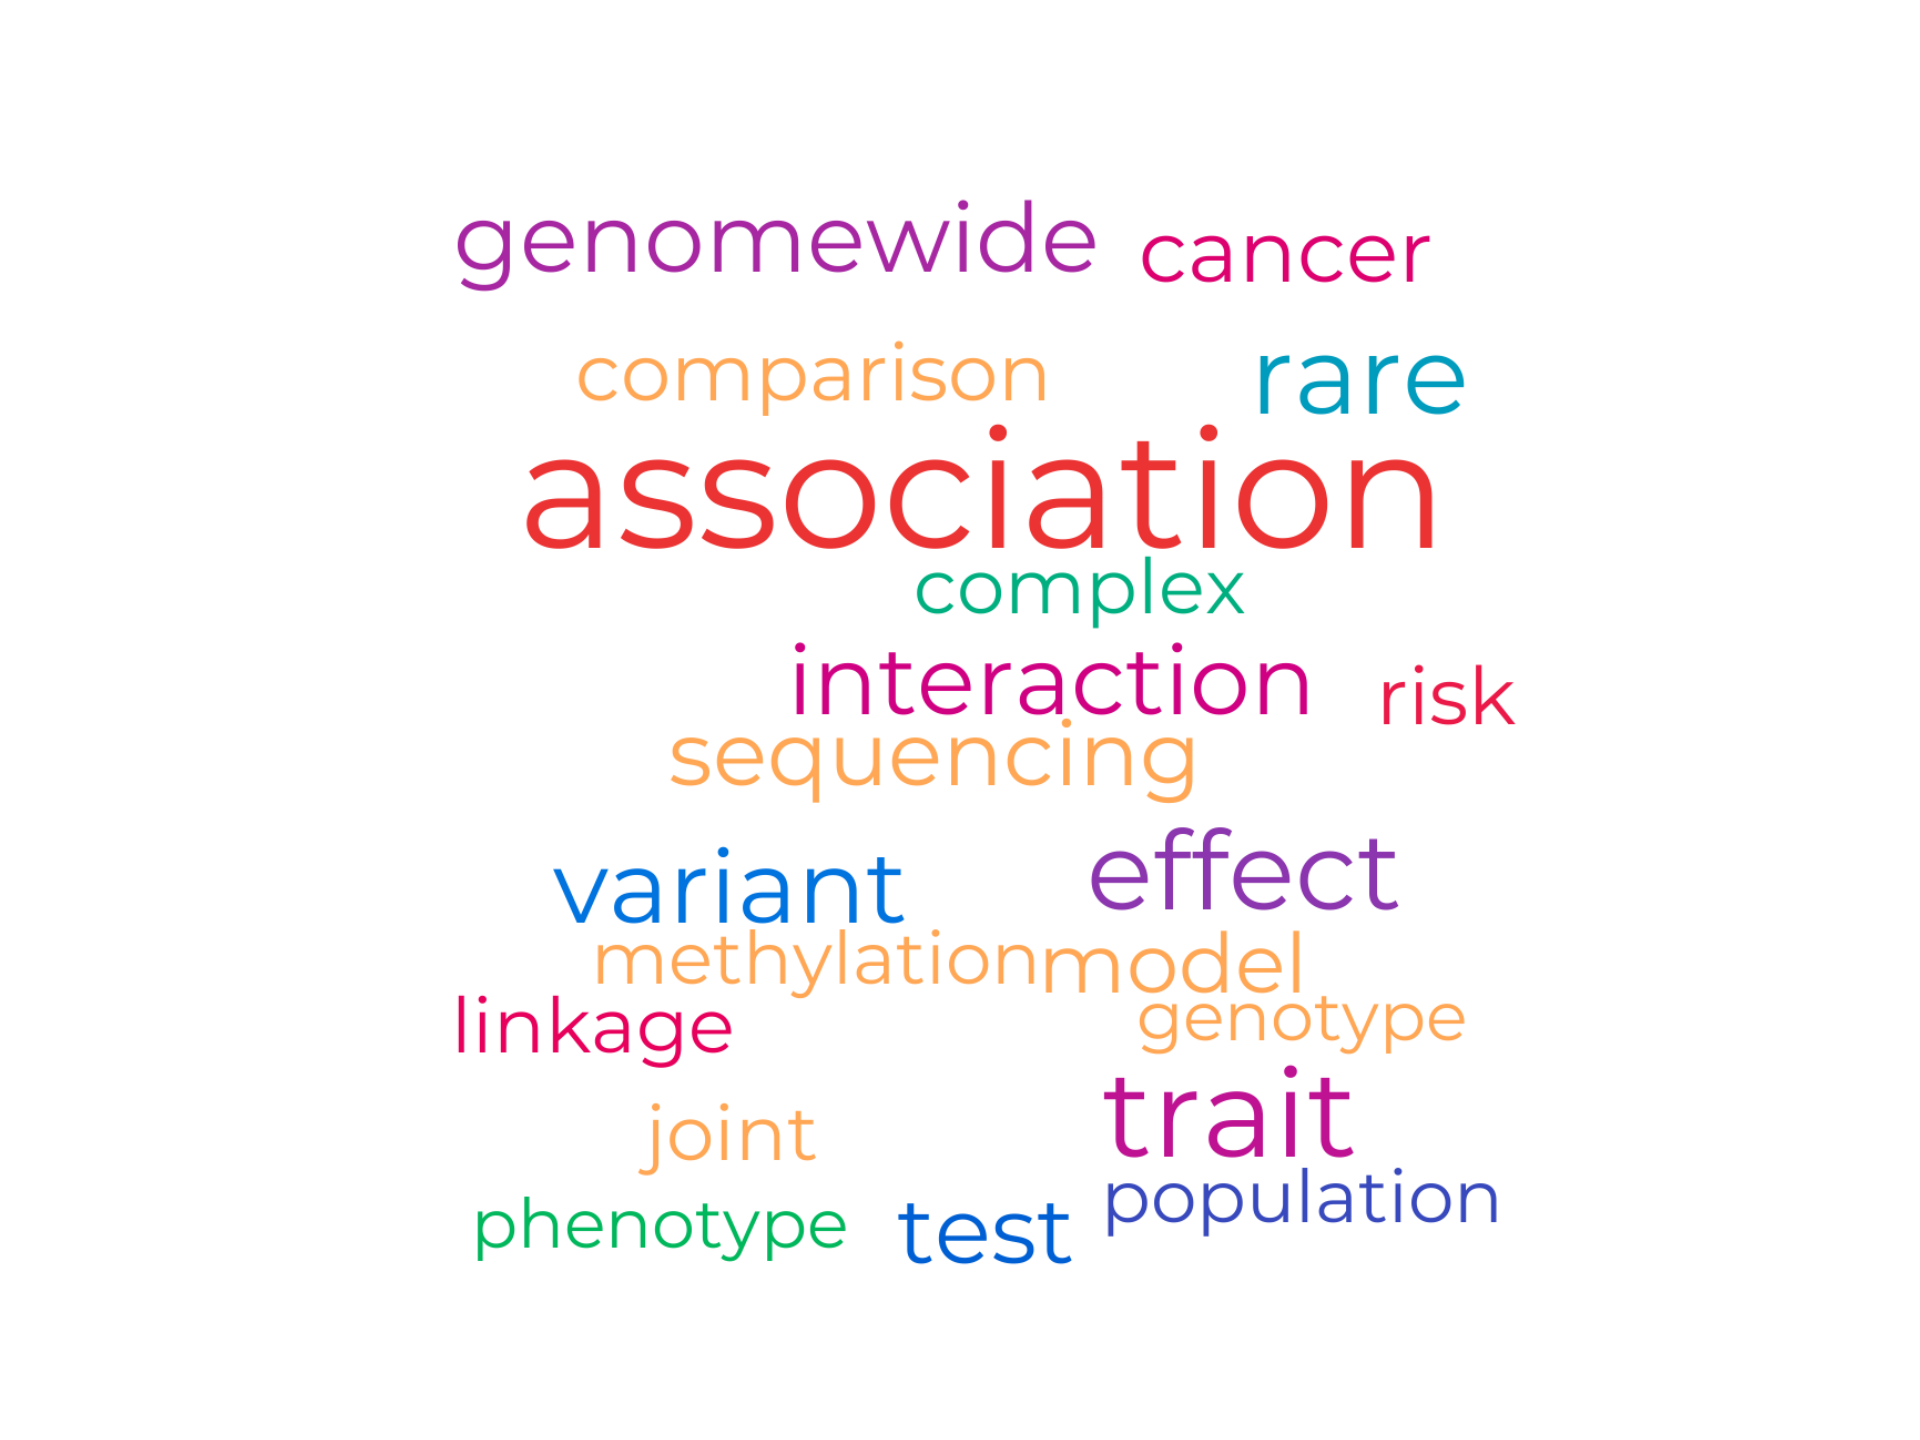 genomewide cancer
comparison rare
association
complex
interaction risk
sequencing
variant effect
methylation model
linkage genotype
joint trait
phenotype test population